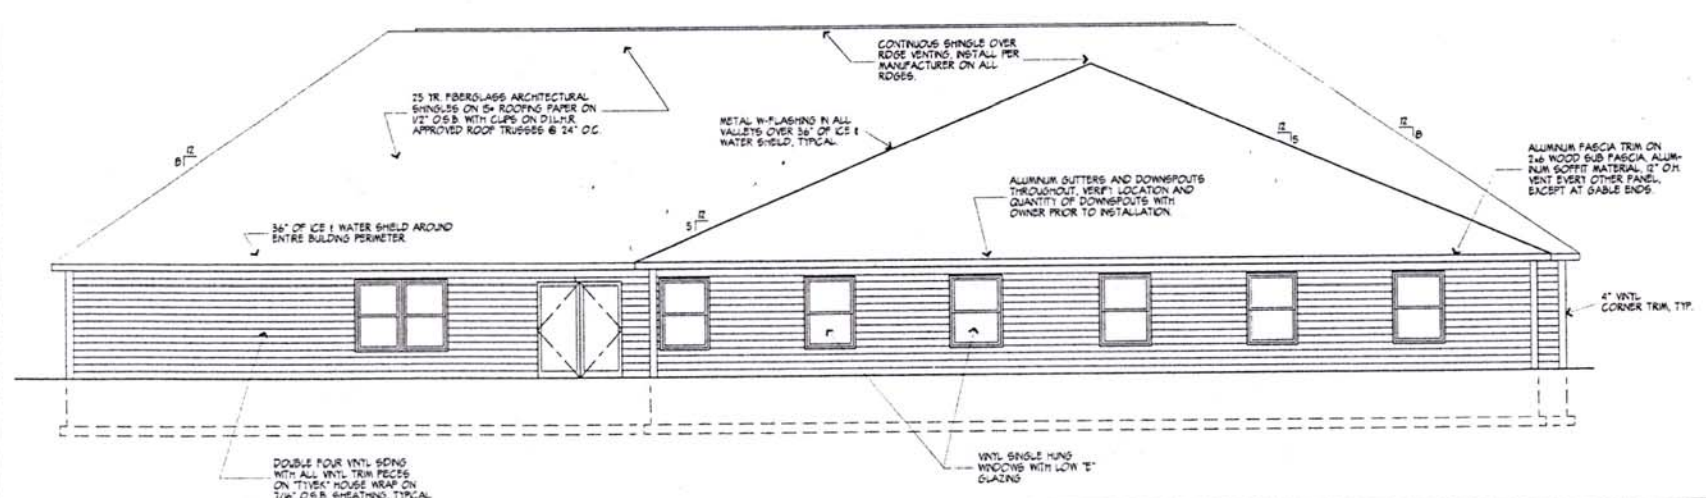 CONTINUOUS SHINGLE OVER
RIDGE VENTING, INSTALL PER
MANUFACTURER ON ALL
RIDGES.
25 YR. FIBERGLASS ARCHITECTURAL
SHINGLES ON 15# ROOFING PAPER ON
1/2" O.S.B. WITH CLIPS ON D.I.L.H.R.
APPROVED ROOF TRUSSES @ 24" O.C.
METAL W-FLASHING IN ALL
VALLEYS OVER 36" OF ICE &
WATER SHIELD, TYPICAL
12
8
12
5
12
8
ALUMINUM FASCIA TRIM ON
2x6 WOOD SUB FASCIA, ALUM-
INUM SOFFIT MATERIAL, 12" O.H.
VENT EVERY OTHER PANEL,
EXCEPT AT GABLE ENDS.
ALUMINUM GUTTERS AND DOWNSPOUTS
THROUGHOUT, VERIFY LOCATION AND
QUANTITY OF DOWNSPOUTS WITH
OWNER PRIOR TO INSTALLATION.
12
5
36" OF ICE & WATER SHIELD AROUND
ENTIRE BUILDING PERIMETER
4" VINYL
CORNER TRIM, TYP.
DOUBLE FOUR VINYL SIDING
WITH ALL VINYL TRIM PIECES
ON "TYVEK" HOUSE WRAP ON
7/16" O.S.B. SHEATHING, TYPICAL
VINYL SINGLE HUNG
WINDOWS WITH LOW "E"
GLAZING